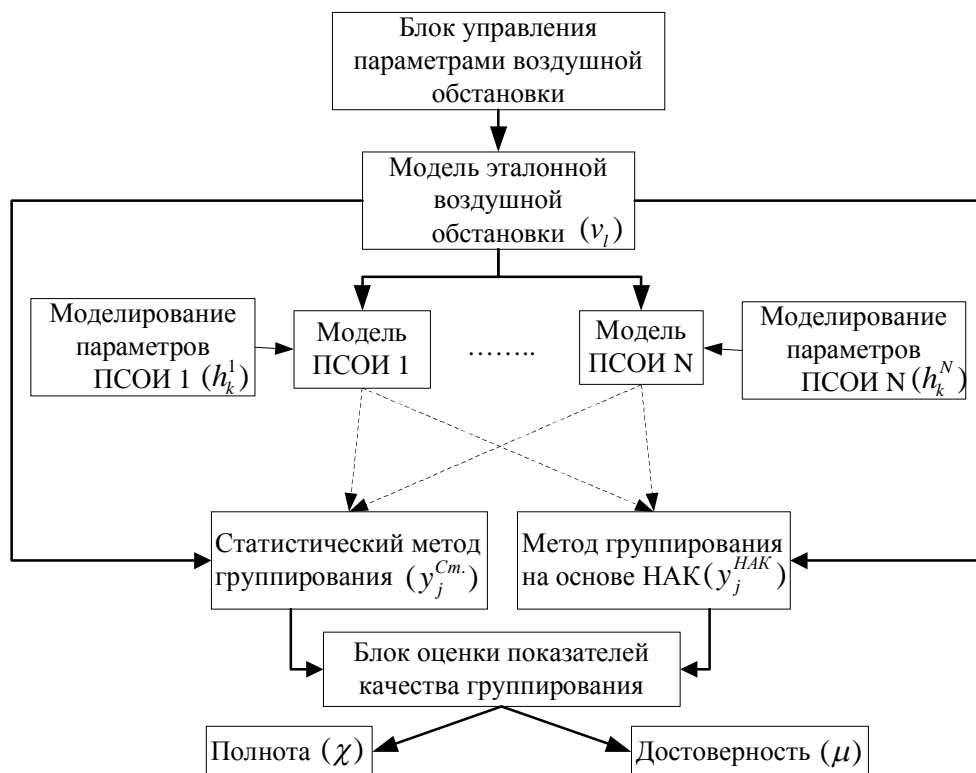 Блок управления
параметрами воздушной
обстановки
Модель эталонной
воздушной
обстановки (v_l)
Моделирование
параметров
ПСОИ 1 (h_k^1)
Модель
ПСОИ 1
……..
Модель
ПСОИ N
Моделирование
параметров
ПСОИ N (h_k^N)
Статистический метод
группирования (y_j^{Ст.})
Метод группирования
на основе НАК (y_j^{НАК})
Блок оценки показателей
качества группирования
Полнота (χ)
Достоверность (μ)